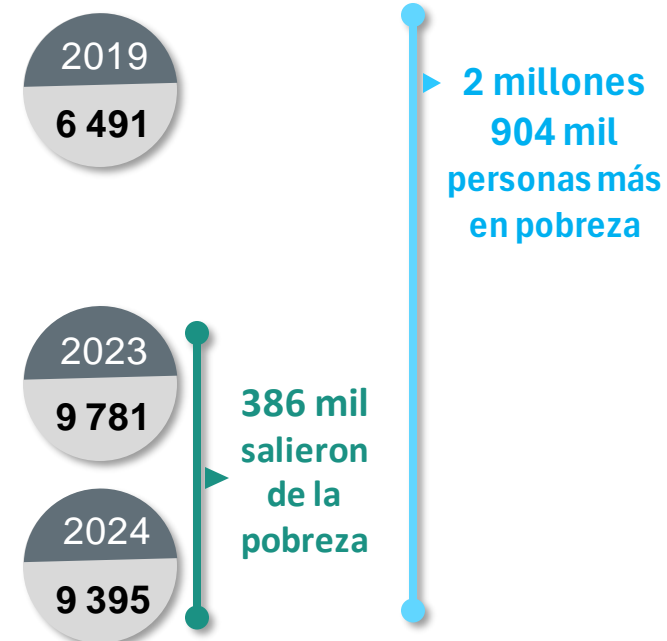 2019
6 491
2 millones
904 mil
personas más
en pobreza
2023
9 781
386 mil
salieron
de la
pobreza
2024
9 395